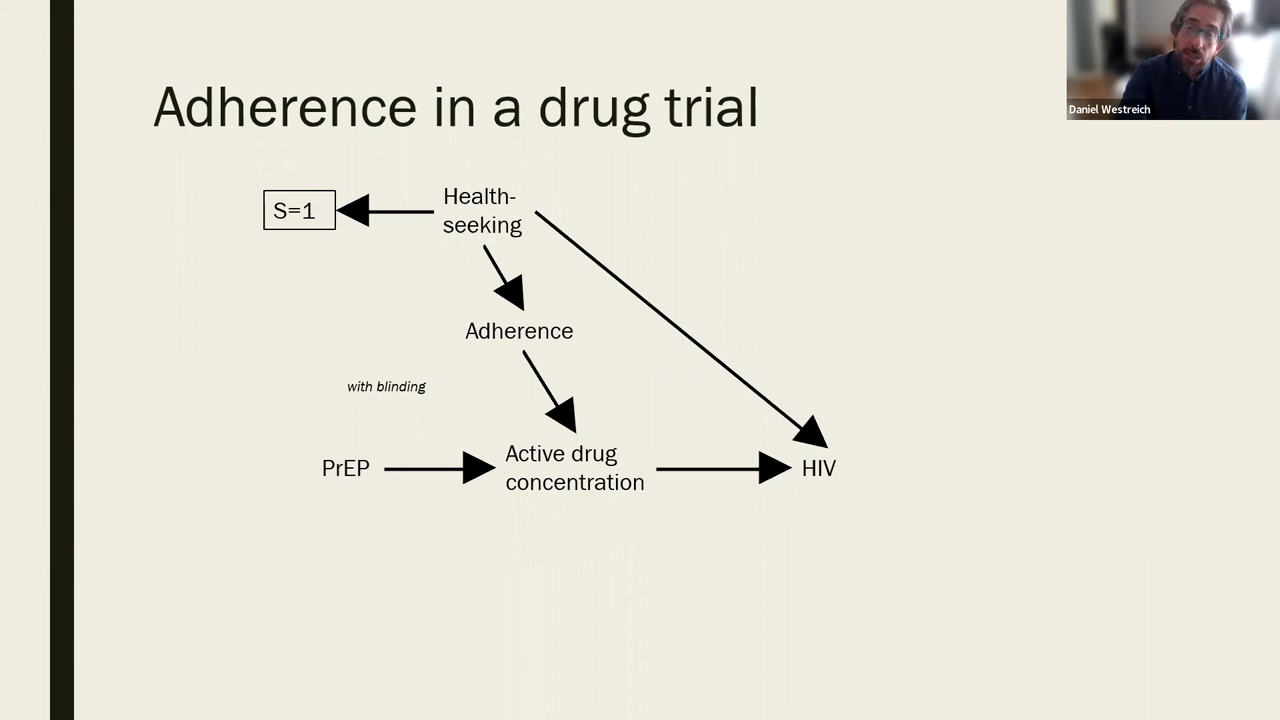 Daniel Westreich
Adherence in a drug trial
S=1
Health-
seeking
Adherence
with blinding
PrEP
Active drug
concentration
HIV